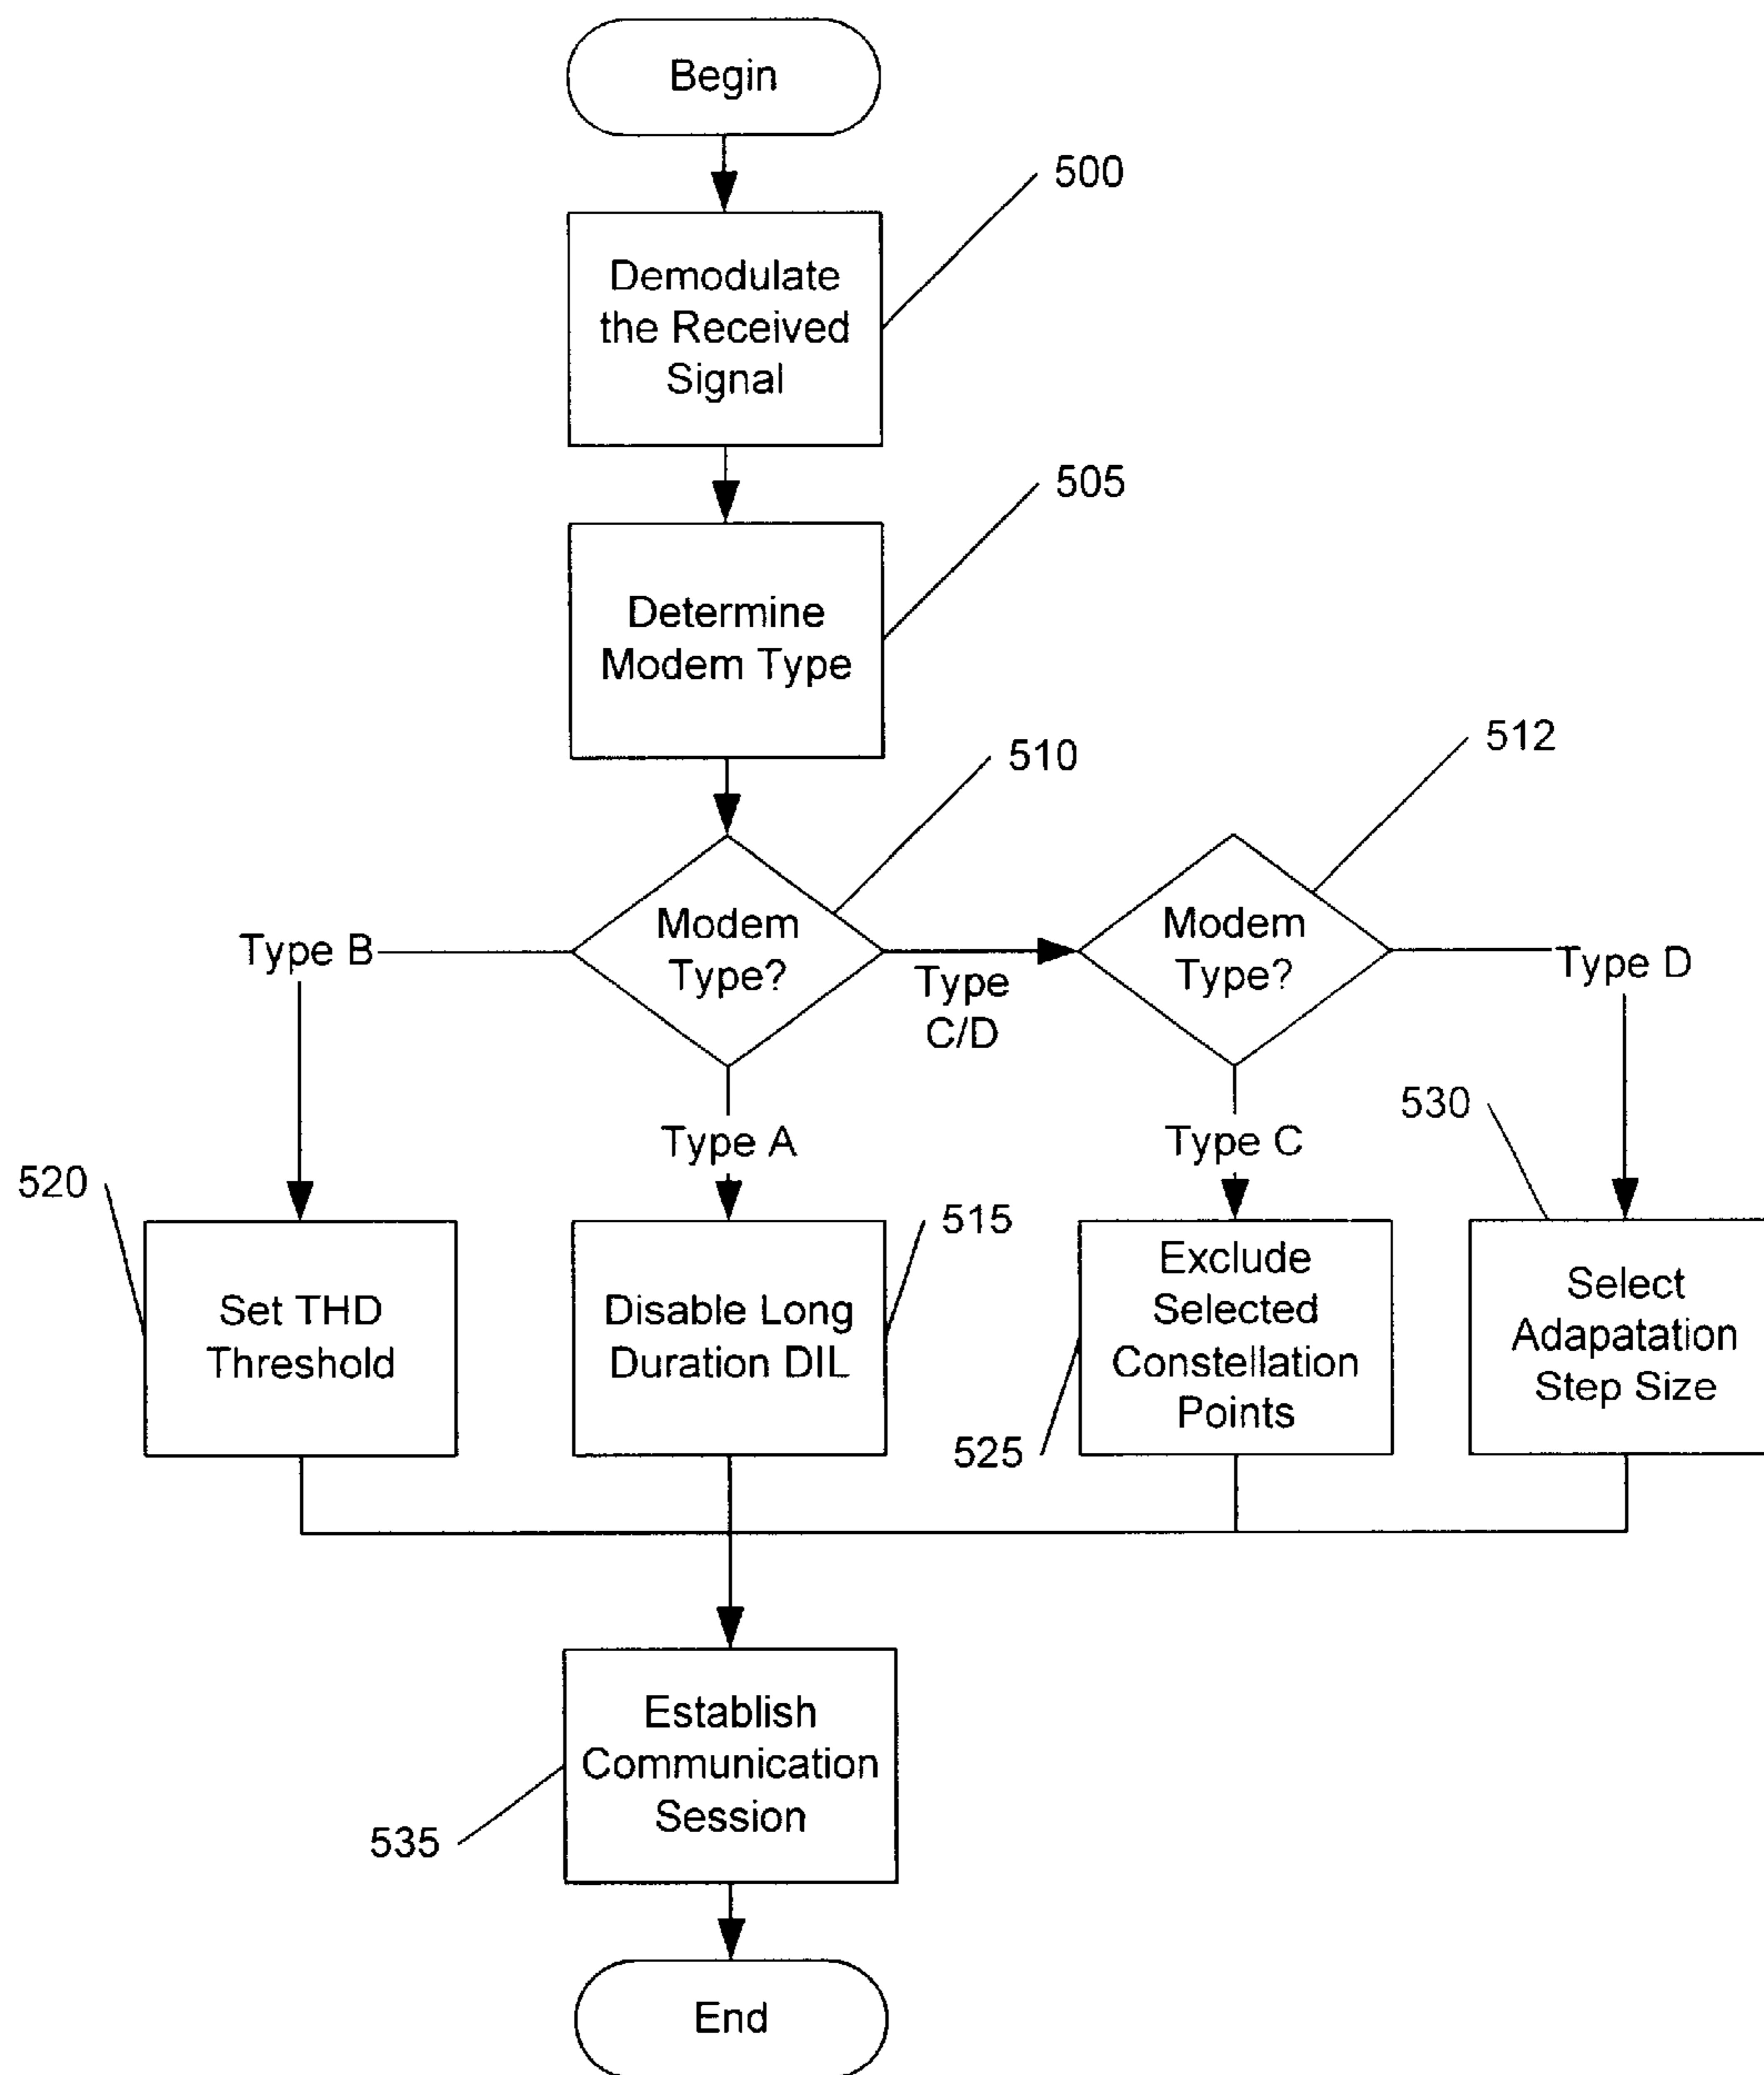 Begin
500
Demodulate
the Received
Signal
505
Determine
Modem Type
510
512
Modem
Type?
Modem
Type?
Type B
Type
C/D
Type D
530
Type A
Type C
520
515
Set THD
Threshold
Disable Long
Duration DIL
Exclude
Selected
Constellation
Points
Select
Adapatation
Step Size
525
Establish
Communication
Session
535
End